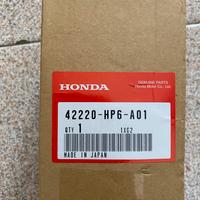 HONDA
GENUINE PARTS
Honda Motor Co., Ltd.
42220-HP6-A01
QTY 1 1XG2
MADE IN JAPAN